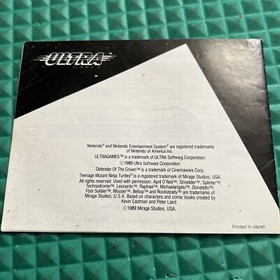 ULTRA
Nintendo® and Nintendo Entertainment System® are registered trademarks
of Nintendo of America Inc.
ULTRAGAMES™ is a trademark of ULTRA Software Corporation.
©1989 Ultra Software Corporation
Defender Of The Crown™ is a trademark of Cinemaware Corp.
Teenage Mutant Ninja Turtles® is a registered trademark of Mirage Studios, USA.
All rights reserved. Used with permission. April O'Neil™, Shredder™, Splinter™,
Technodrome™, Leonardo™, Raphael™, Michaelangelo™, Donatello™,
Foot Soldier™, Mouser™, Bebop™ and Rocksteady™ are trademarks of
Mirage Studios, U.S.A. Based on characters and comic books created by
Kevin Eastman and Peter Laird.
©1989 Mirage Studios, USA.
Printed in Japan